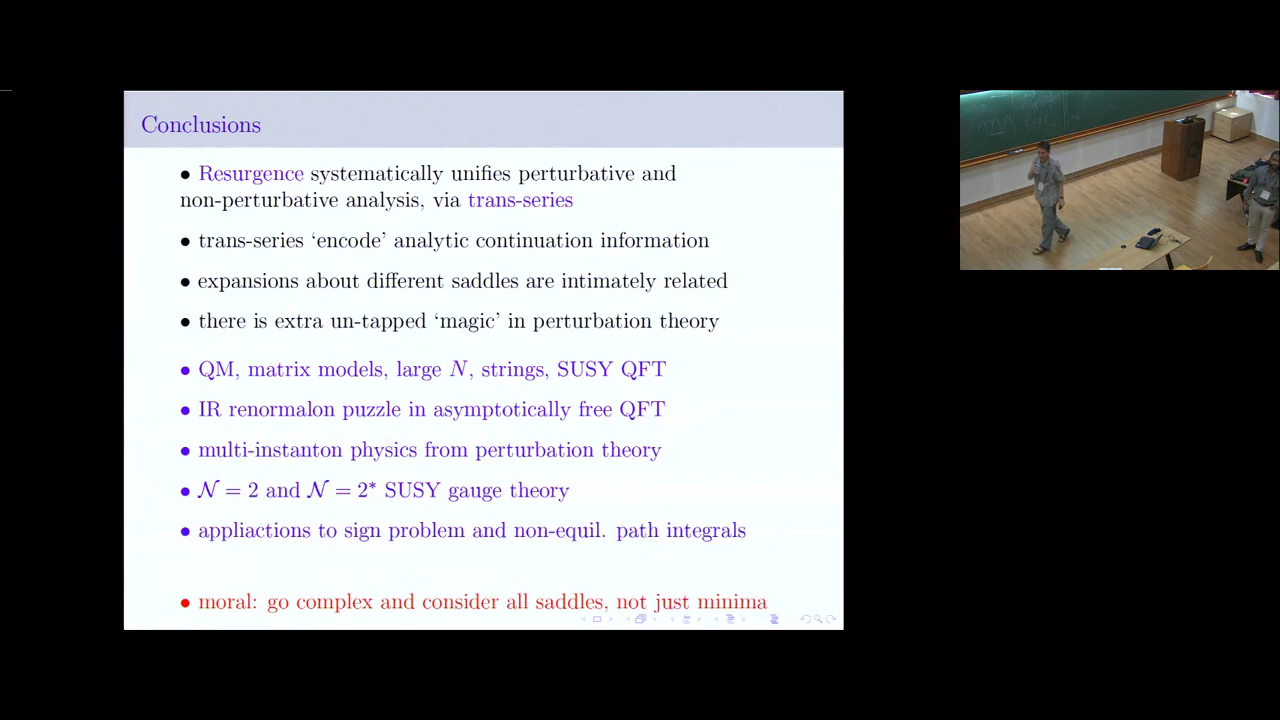 Conclusions
• Resurgence systematically unifies perturbative and
non-perturbative analysis, via trans-series
• trans-series ‘encode’ analytic continuation information
• expansions about different saddles are intimately related
• there is extra un-tapped ‘magic’ in perturbation theory
• QM, matrix models, large N, strings, SUSY QFT
• IR renormalon puzzle in asymptotically free QFT
• multi-instanton physics from perturbation theory
• 𝒩 = 2 and 𝒩 = 2* SUSY gauge theory
• appliactions to sign problem and non-equil. path integrals
• moral: go complex and consider all saddles, not just minima